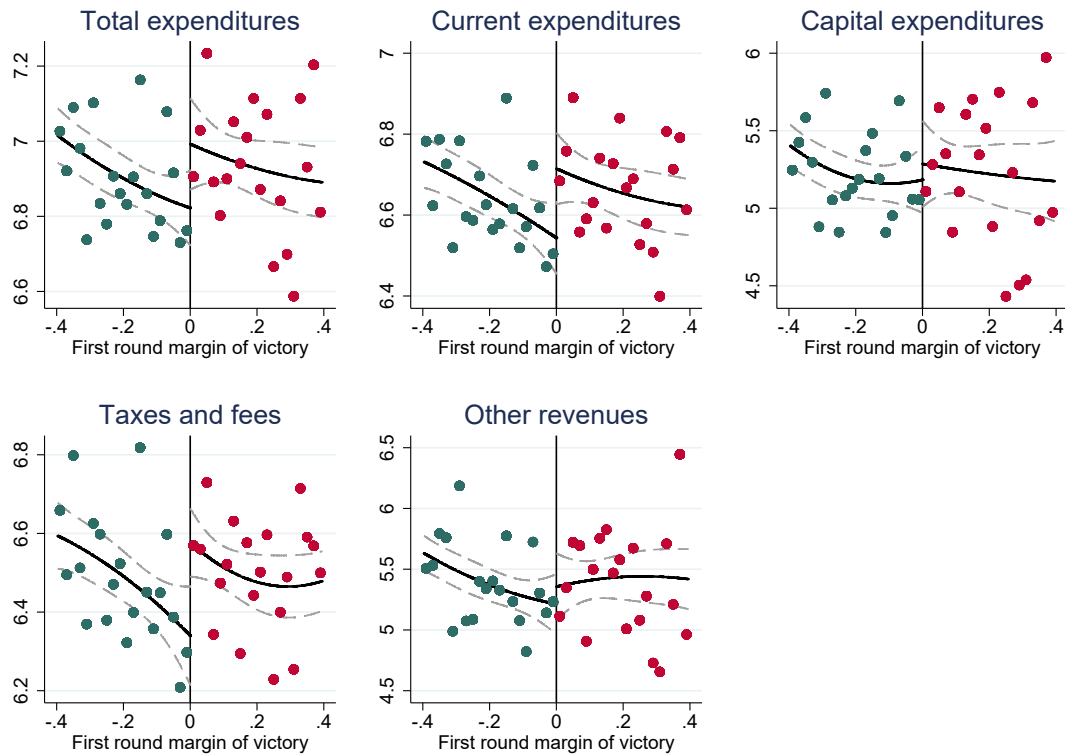 Total expenditures
7.2
7
6.8
6.6
-.4 -.2 0 .2 .4
First round margin of victory
Current expenditures
7
6.8
6.6
6.4
-.4 -.2 0 .2 .4
First round margin of victory
Capital expenditures
6
5.5
5
4.5
-.4 -.2 0 .2 .4
First round margin of victory
Taxes and fees
6.8
6.6
6.4
6.2
-.4 -.2 0 .2 .4
First round margin of victory
Other revenues
6.5
6
5.5
5
4.5
-.4 -.2 0 .2 .4
First round margin of victory